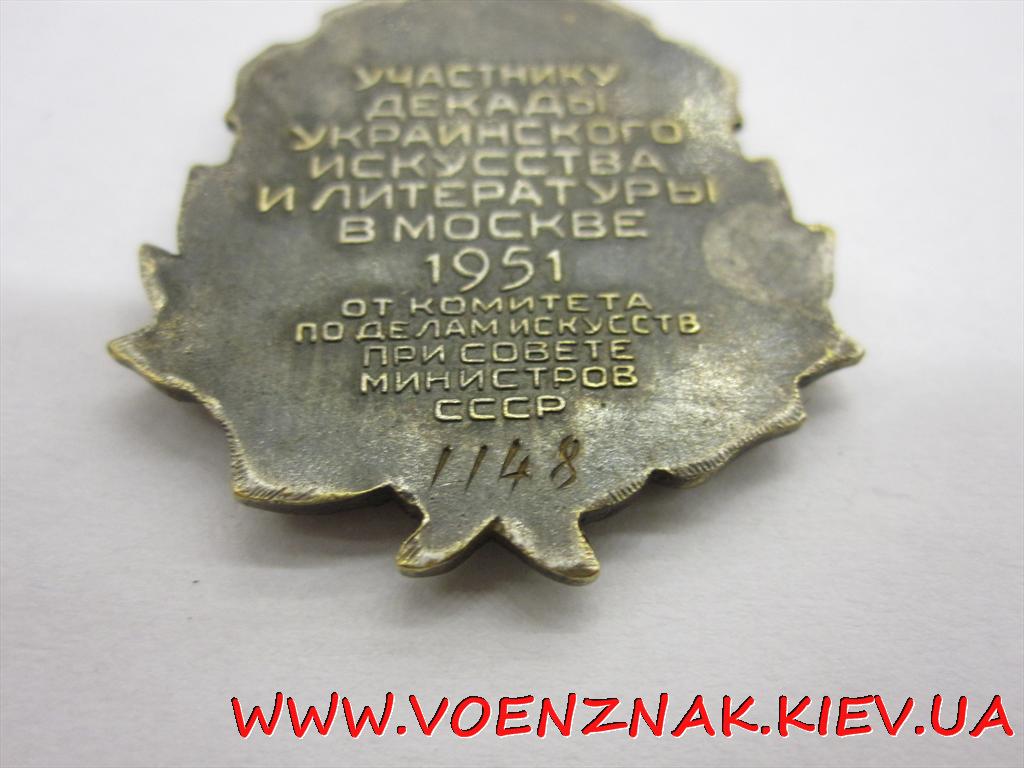 УЧАСТНИКУ
ДЕКАДЫ
УКРАИНСКОГО
ИСКУССТВА
И ЛИТЕРАТУРЫ
В МОСКВЕ
1951
ОТ КОМИТЕТА
ПО ДЕЛАМ ИСКУССТВ
ПРИ СОВЕТЕ
МИНИСТРОВ
СССР
1148
WWW.VOENZNAK.KIEV.UA